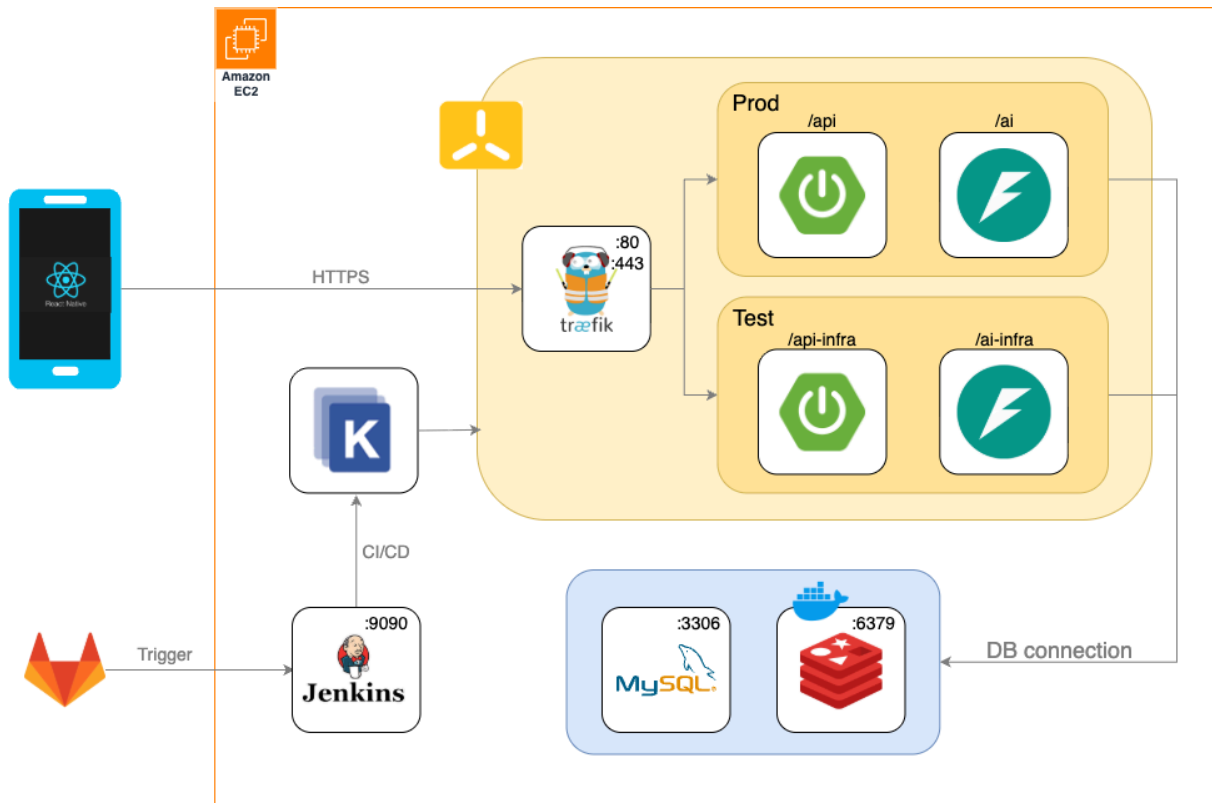 Amazon
EC2
Prod
/api
/ai
:80
:443
træfik
HTTPS
React Native
Test
/api-infra
/ai-infra
K
CI/CD
:9090
Jenkins
Trigger
:3306
MySQL®
:6379
DB connection